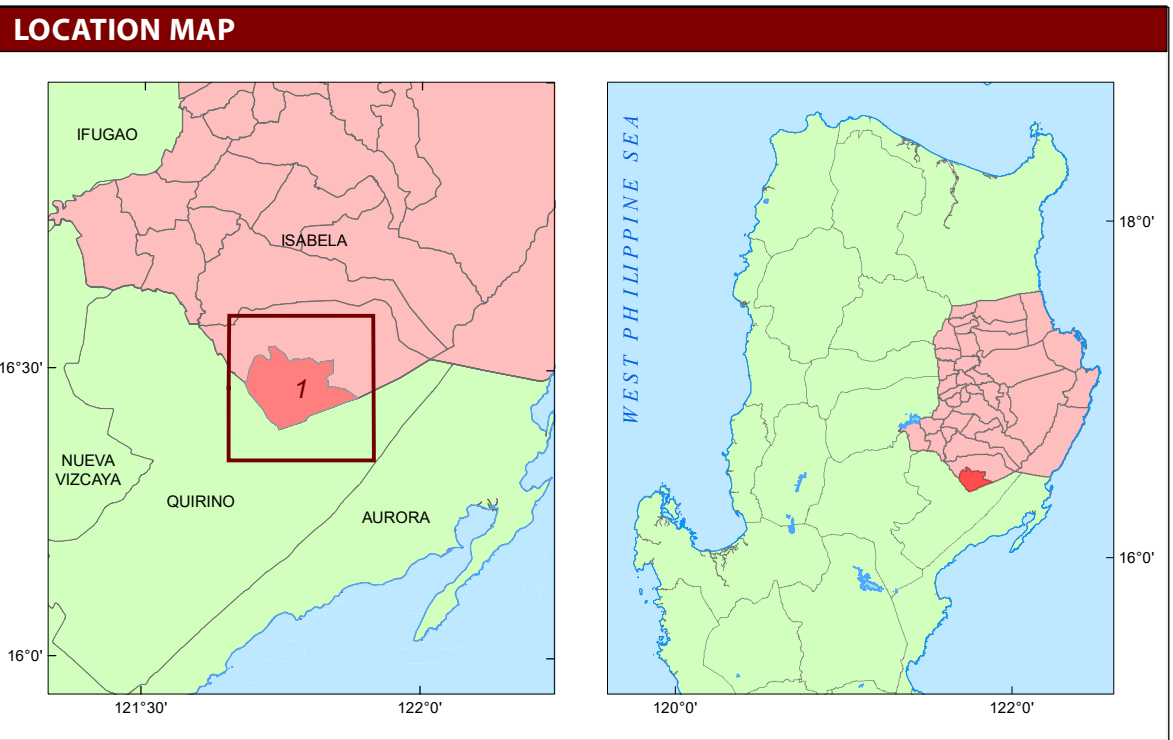 LOCATION MAP
IFUGAO
ISABELA
16°30'
1
NUEVA
VIZCAYA
QUIRINO
AURORA
16°0'
121°30'
122°0'
WEST PHILIPPINE SEA
18°0'
16°0'
120°0'
122°0'